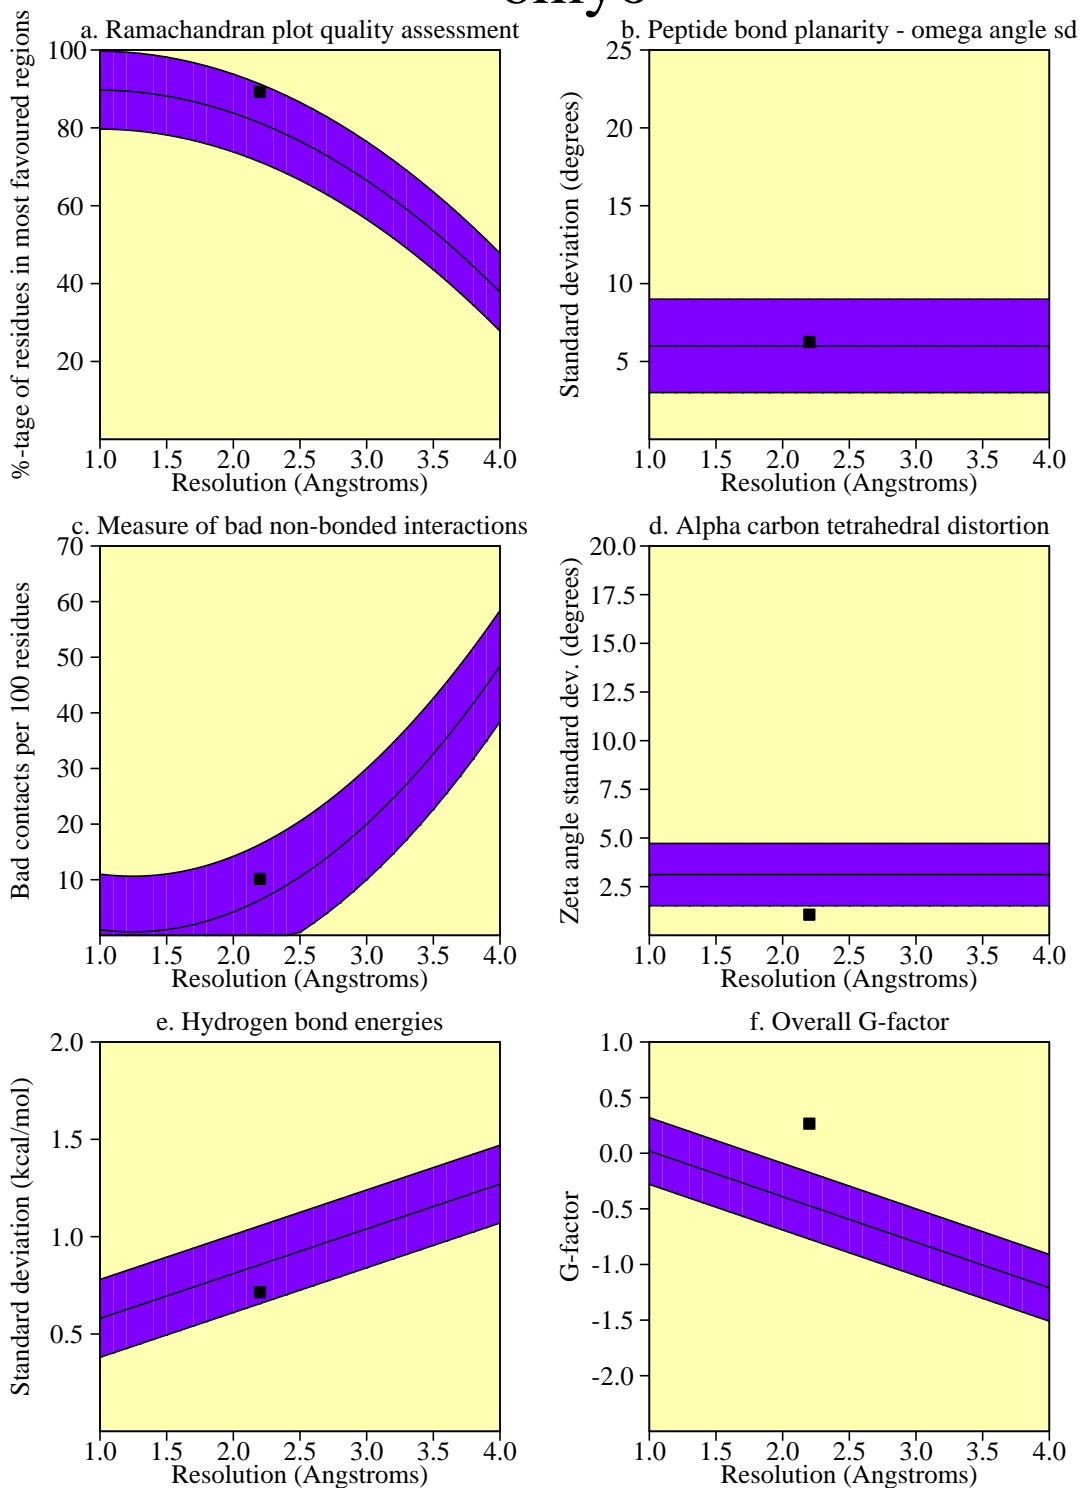 a. Ramachandran plot quality assessment
%-tage of residues in most favoured regions
100
80
60
40
20
1.0 1.5 2.0 2.5 3.0 3.5 4.0
Resolution (Angstroms)
b. Peptide bond planarity - omega angle sd
Standard deviation (degrees)
25
20
15
10
5
1.0 1.5 2.0 2.5 3.0 3.5 4.0
Resolution (Angstroms)
c. Measure of bad non-bonded interactions
Bad contacts per 100 residues
70
60
50
40
30
20
10
1.0 1.5 2.0 2.5 3.0 3.5 4.0
Resolution (Angstroms)
d. Alpha carbon tetrahedral distortion
Zeta angle standard dev. (degrees)
20.0
17.5
15.0
12.5
10.0
7.5
5.0
2.5
1.0 1.5 2.0 2.5 3.0 3.5 4.0
Resolution (Angstroms)
e. Hydrogen bond energies
Standard deviation (kcal/mol)
2.0
1.5
1.0
0.5
1.0 1.5 2.0 2.5 3.0 3.5 4.0
Resolution (Angstroms)
f. Overall G-factor
G-factor
1.0
0.5
0.0
-0.5
-1.0
-1.5
-2.0
1.0 1.5 2.0 2.5 3.0 3.5 4.0
Resolution (Angstroms)